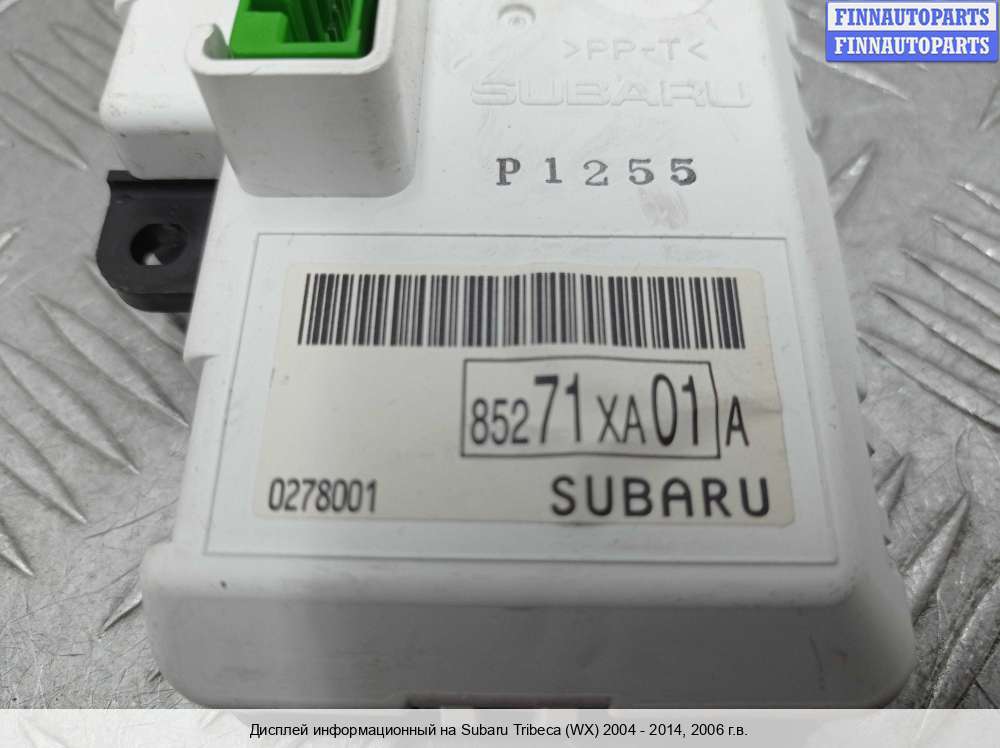 FINNAUTOPARTS
FINNAUTOPARTS
>PP-T<
SUBARU
P1255
85271XA01A
0278001
SUBARU
Дисплей информационный на Subaru Tribeca (WX) 2004 - 2014, 2006 г.в.